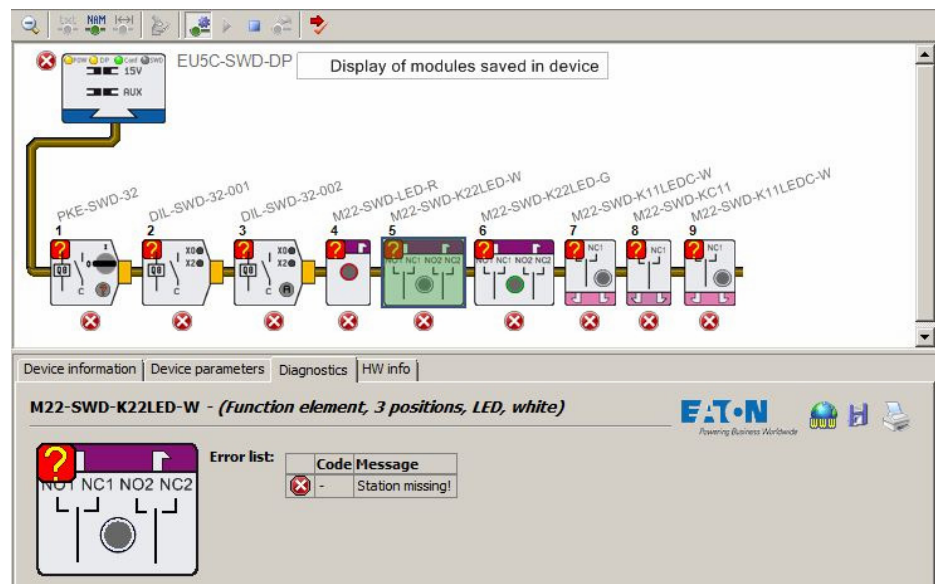 txt NAM
POW DP Conf SWD
15V
AUX
EU5C-SWD-DP
Display of modules saved in device
PKE-SWD-32
DIL-SWD-32-001
DIL-SWD-32-002
M22-SWD-LED-R
M22-SWD-K22LED-W
M22-SWD-K22LED-G
M22-SWD-K11LEDC-W
M22-SWD-KC11
M22-SWD-K11LEDC-W
1 2 3 4 5 6 7 8 9
? ? ? ? ? ? ? ? ?
I X0 X0 NO1 NC1 NO2 NC2 NO1 NC1 NO2 NC2 NC1 NC1 NC1
Q0 I Q0 I X2 Q0 I X2
C C C A
Device information Device parameters Diagnostics HW info
M22-SWD-K22LED-W - (Function element, 3 positions, LED, white)
EATON
Powering Business Worldwide
?
NO1 NC1 NO2 NC2
Error list:
Code Message
- Station missing!